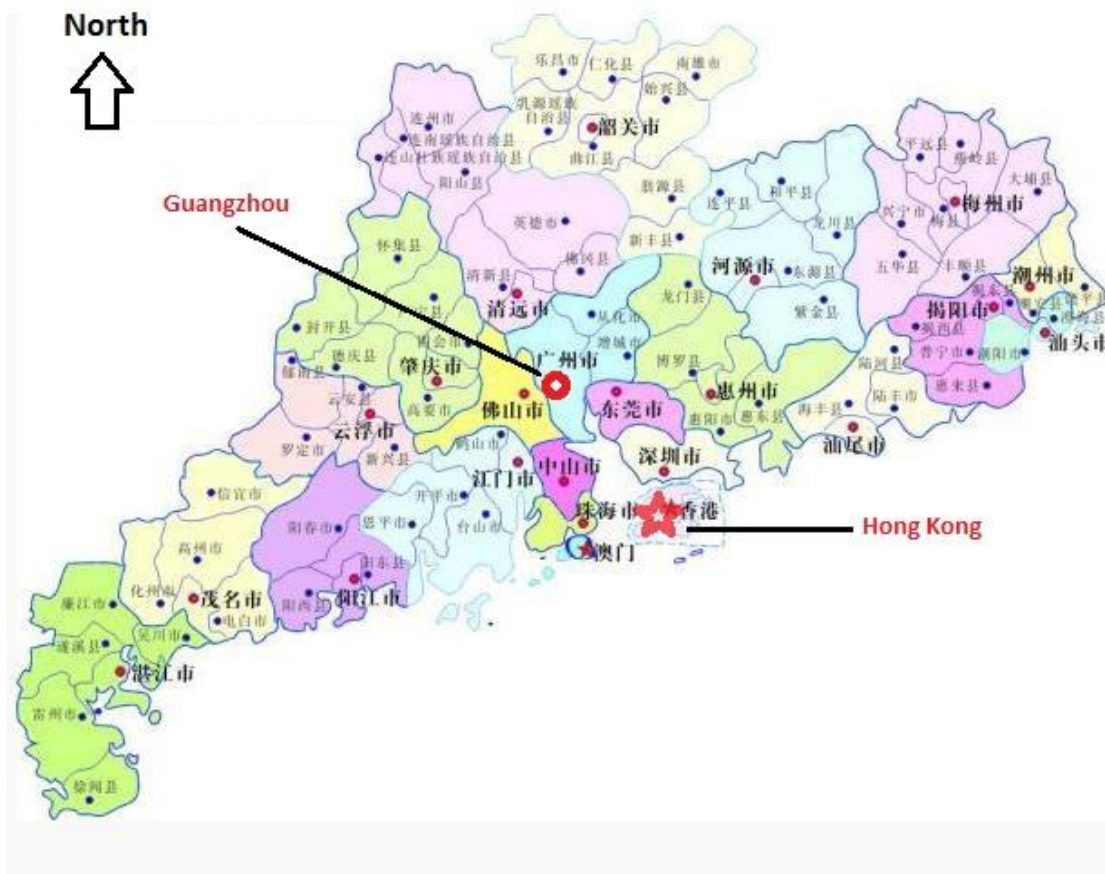 North
乐昌市
仁化县
南雄市
始兴县
乳源瑶族
自治县
韶关市
曲江县
连州市
连南瑶族自治县
连山壮族瑶族自治县
阳山县
翁源县
新丰县
连平县
和平县
龙川县
平远县
蕉岭县
大埔县
兴宁市
梅县
梅州市
五华县
丰顺县
Guangzhou
英德市
佛冈县
清新县
清远市
怀集县
封开县
德庆县
四会市
肇庆市
高要市
广州市
从化市
增城市
龙门县
河源市
东源县
紫金县
潮州市
揭阳市
揭西县
普宁市
潮阳市
汕头市
惠来县
陆河县
陆丰市
海丰县
汕尾市
博罗县
惠州市
惠阳市
惠东县
东莞市
佛山市
郁南县
云安县
云浮市
罗定市
新兴县
鹤山市
江门市
中山市
深圳市
珠海市
香港
Hong Kong
澳门
信宜市
高州市
化州市
茂名市
电白市
阳春市
阳东县
阳西县
阳江市
恩平市
开平市
台山市
廉江市
吴川市
遂溪县
湛江市
雷州市
徐闻县